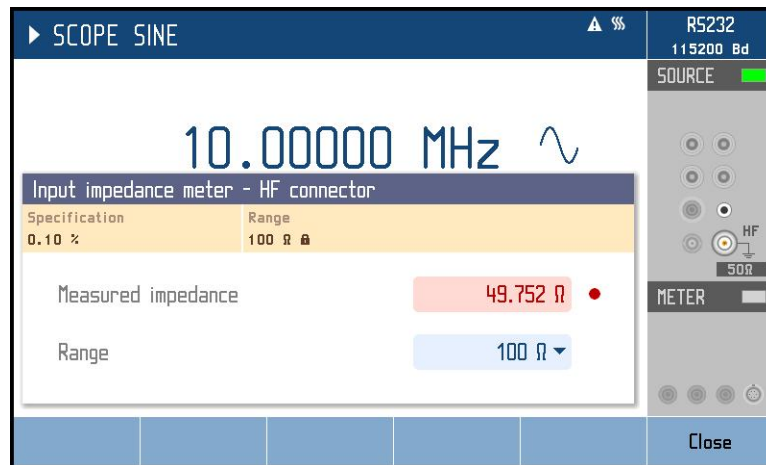 SCOPE SINE
RS232
115200 Bd
SOURCE
10.00000 MHz
Input impedance meter - HF connector
Specification
Range
0.10 %
100 Ω
HF
50Ω
Measured impedance
49.752 Ω
METER
Range
100 Ω
Close